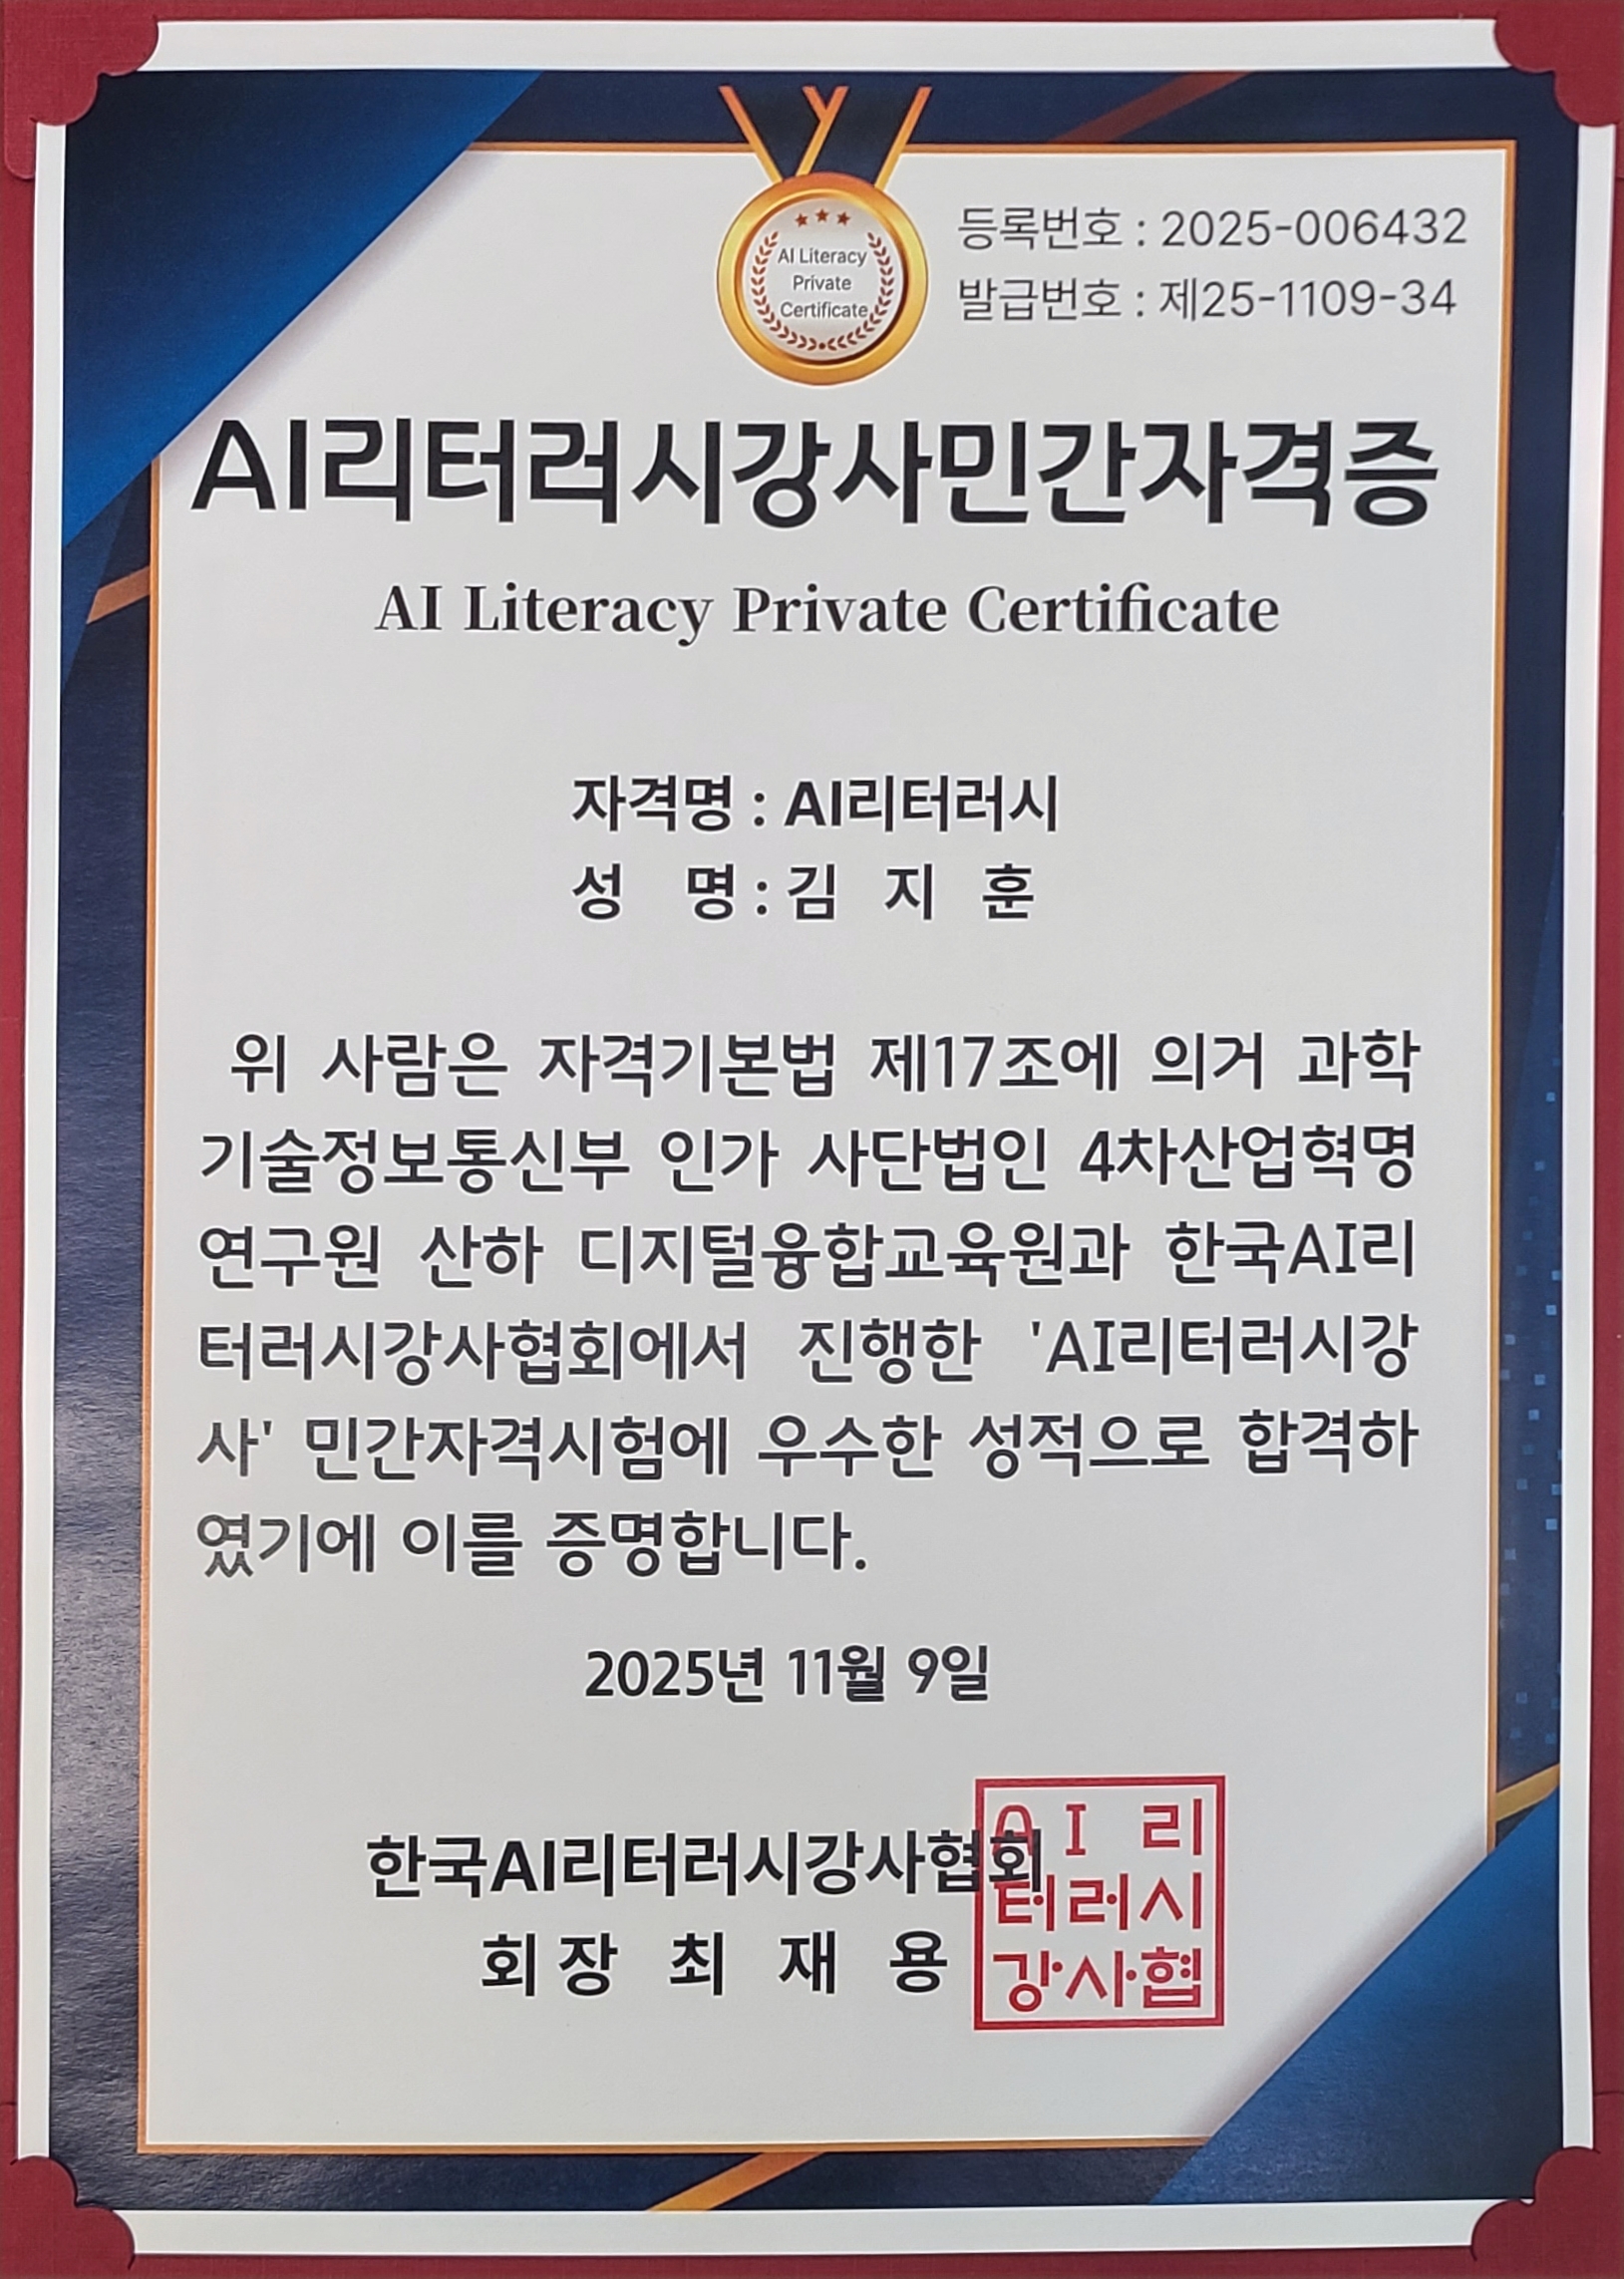 AI Literacy
Private
Certificate
등록번호 : 2025-006432
발급번호 : 제25-1109-34
AI리터러시강사민간자격증
AI Literacy Private Certificate
자격명 : AI리터러시
성 명 : 김 지 훈
위 사람은 자격기본법 제17조에 의거 과학
기술정보통신부 인가 사단법인 4차산업혁명
연구원 산하 디지털융합교육원과 한국AI리
터러시강사협회에서 진행한 'AI리터러시강
사' 민간자격시험에 우수한 성적으로 합격하
였기에 이를 증명합니다.
2025년 11월 9일
한국AI리터러시강사협회
회장 최 재 용
AI 리
터러시
강사협